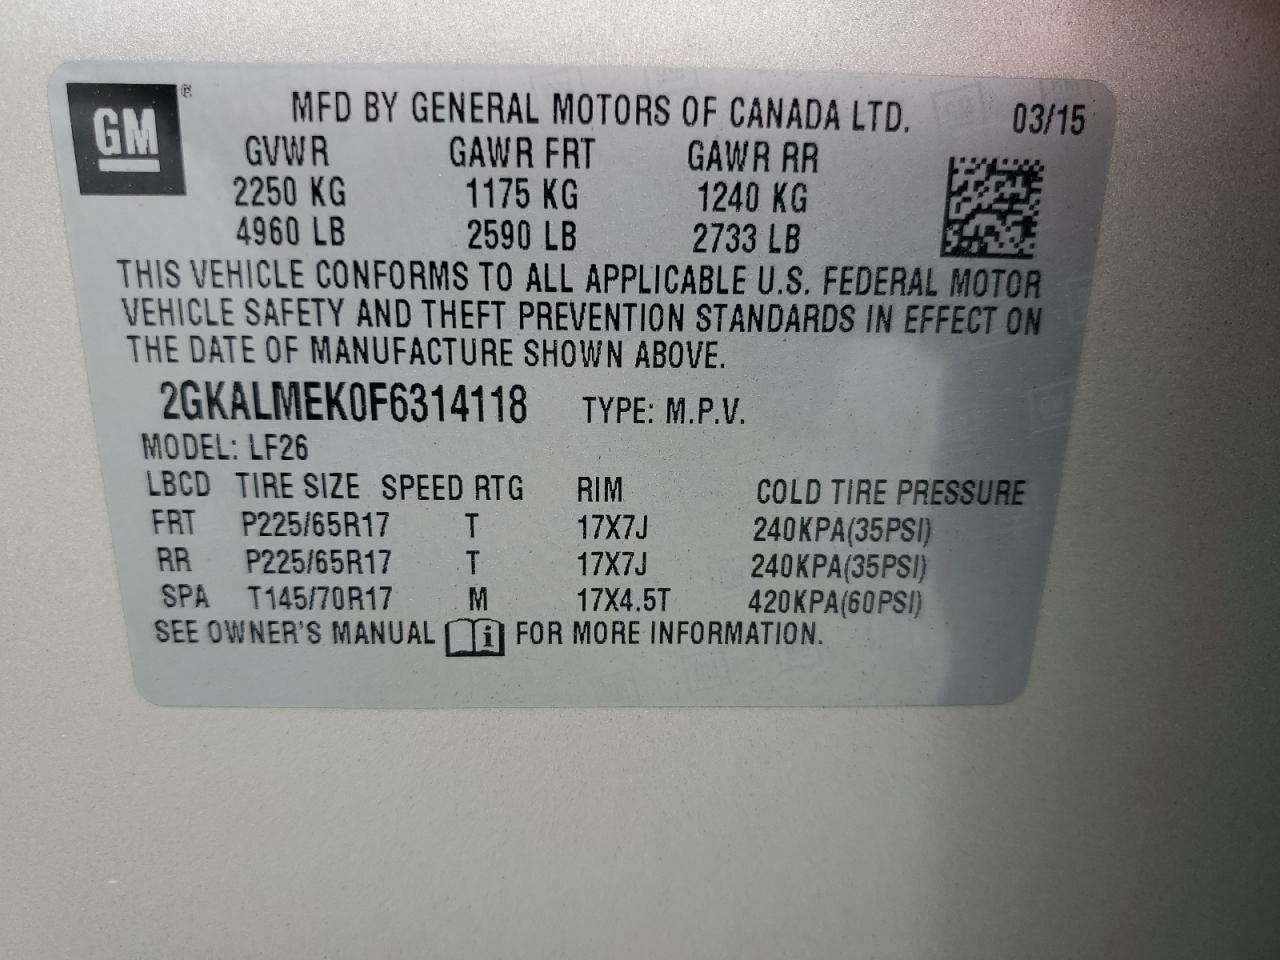 GM ®
MFD BY GENERAL MOTORS OF CANADA LTD. 03/15
GVWR GAWR FRT GAWR RR
2250 KG 1175 KG 1240 KG
4960 LB 2590 LB 2733 LB
THIS VEHICLE CONFORMS TO ALL APPLICABLE U.S. FEDERAL MOTOR
VEHICLE SAFETY AND THEFT PREVENTION STANDARDS IN EFFECT ON
THE DATE OF MANUFACTURE SHOWN ABOVE.
2GKALMEK0F6314118 TYPE: M.P.V.
MODEL: LF26
LBCD TIRE SIZE SPEED RTG RIM COLD TIRE PRESSURE
FRT P225/65R17 T 17X7J 240KPA(35PSI)
RR P225/65R17 T 17X7J 240KPA(35PSI)
SPA T145/70R17 M 17X4.5T 420KPA(60PSI)
SEE OWNER'S MANUAL i FOR MORE INFORMATION.